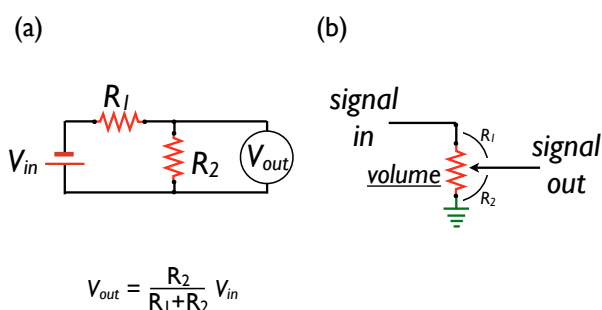 (a)
R1
Vin
R2
Vout
Vout = R2 / R1+R2 Vin
(b)
signal
in
R1
signal
out
volume
R2